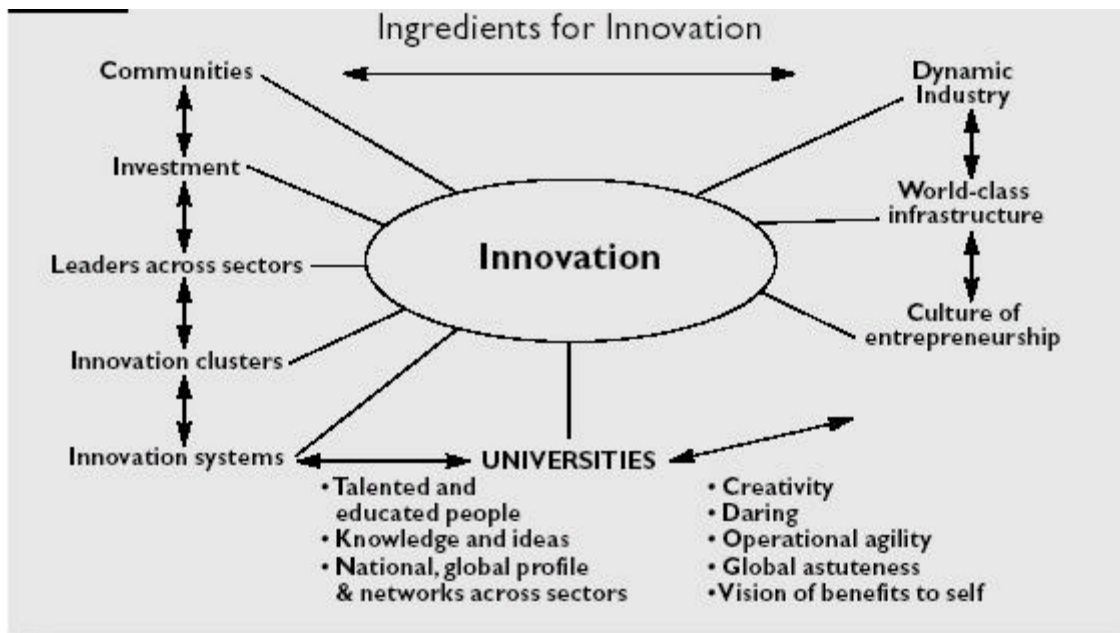 Ingredients for Innovation
Communities
Investment
Leaders across sectors
Innovation clusters
Innovation systems
Innovation
Dynamic
Industry
World-class
infrastructure
Culture of
entrepreneurship
UNIVERSITIES
• Talented and
educated people
• Knowledge and ideas
• National, global profile
& networks across sectors
• Creativity
• Daring
• Operational agility
• Global astuteness
• Vision of benefits to self